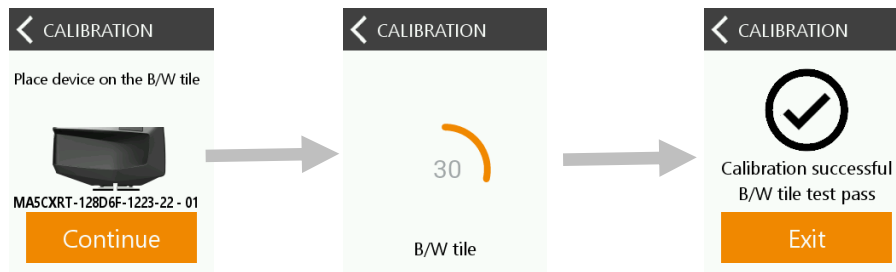 CALIBRATION
Place device on the B/W tile
MA5CXRT-128D6F-1223-22 - 01
Continue
CALIBRATION
30
B/W tile
CALIBRATION
Calibration successful
B/W tile test pass
Exit